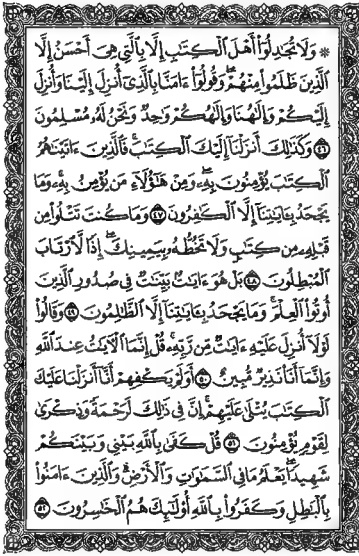 ۞ وَلَا تُجَٰدِلُوٓا۟ أَهْلَ ٱلْكِتَٰبِ إِلَّا بِٱلَّتِى هِىَ أَحْسَنُ إِلَّا
ٱلَّذِينَ ظَلَمُوا۟ مِنْهُمْ ۖ وَقُولُوٓا۟ ءَامَنَّا بِٱلَّذِىٓ أُنزِلَ إِلَيْنَا وَأُنزِلَ
إِلَيْكُمْ وَإِلَٰهُنَا وَإِلَٰهُكُمْ وَٰحِدٌ وَنَحْنُ لَهُۥ مُسْلِمُونَ
٤٦ وَكَذَٰلِكَ أَنزَلْنَآ إِلَيْكَ ٱلْكِتَٰبَ ۚ فَٱلَّذِينَ ءَاتَيْنَٰهُمُ
ٱلْكِتَٰبَ يُؤْمِنُونَ بِهِۦ ۖ وَمِنْ هَٰٓؤُلَآءِ مَن يُؤْمِنُ بِهِۦ ۚ وَمَا
يَجْحَدُ بِـَٔايَٰتِنَآ إِلَّا ٱلْكَٰفِرُونَ ٤٧ وَمَا كُنتَ تَتْلُوا۟ مِن
قَبْلِهِۦ مِن كِتَٰبٍ وَلَا تَخُطُّهُۥ بِيَمِينِكَ ۖ إِذًا لَّٱرْتَابَ
ٱلْمُبْطِلُونَ ٤٨ بَلْ هُوَ ءَايَٰتٌۢ بَيِّنَٰتٌ فِى صُدُورِ ٱلَّذِينَ
أُوتُوا۟ ٱلْعِلْمَ ۚ وَمَا يَجْحَدُ بِـَٔايَٰتِنَآ إِلَّا ٱلظَّٰلِمُونَ ٤٩ وَقَالُوا۟
لَوْلَآ أُنزِلَ عَلَيْهِ ءَايَٰتٌ مِّن رَّبِّهِۦ ۖ قُلْ إِنَّمَا ٱلْـَٔايَٰتُ عِندَ ٱللَّهِ
وَإِنَّمَآ أَنَا۠ نَذِيرٌ مُّبِينٌ ٥٠ أَوَلَمْ يَكْفِهِمْ أَنَّآ أَنزَلْنَا عَلَيْكَ
ٱلْكِتَٰبَ يُتْلَىٰ عَلَيْهِمْ ۚ إِنَّ فِى ذَٰلِكَ لَرَحْمَةً وَذِكْرَىٰ
لِقَوْمٍ يُؤْمِنُونَ ٥١ قُلْ كَفَىٰ بِٱللَّهِ بَيْنِى وَبَيْنَكُمْ
شَهِيدًا ۖ يَعْلَمُ مَا فِى ٱلسَّمَٰوَٰتِ وَٱلْأَرْضِ ۗ وَٱلَّذِينَ ءَامَنُوا۟
بِٱلْبَٰطِلِ وَكَفَرُوا۟ بِٱللَّهِ أُو۟لَٰٓئِكَ هُمُ ٱلْخَٰسِرُونَ ٥٢